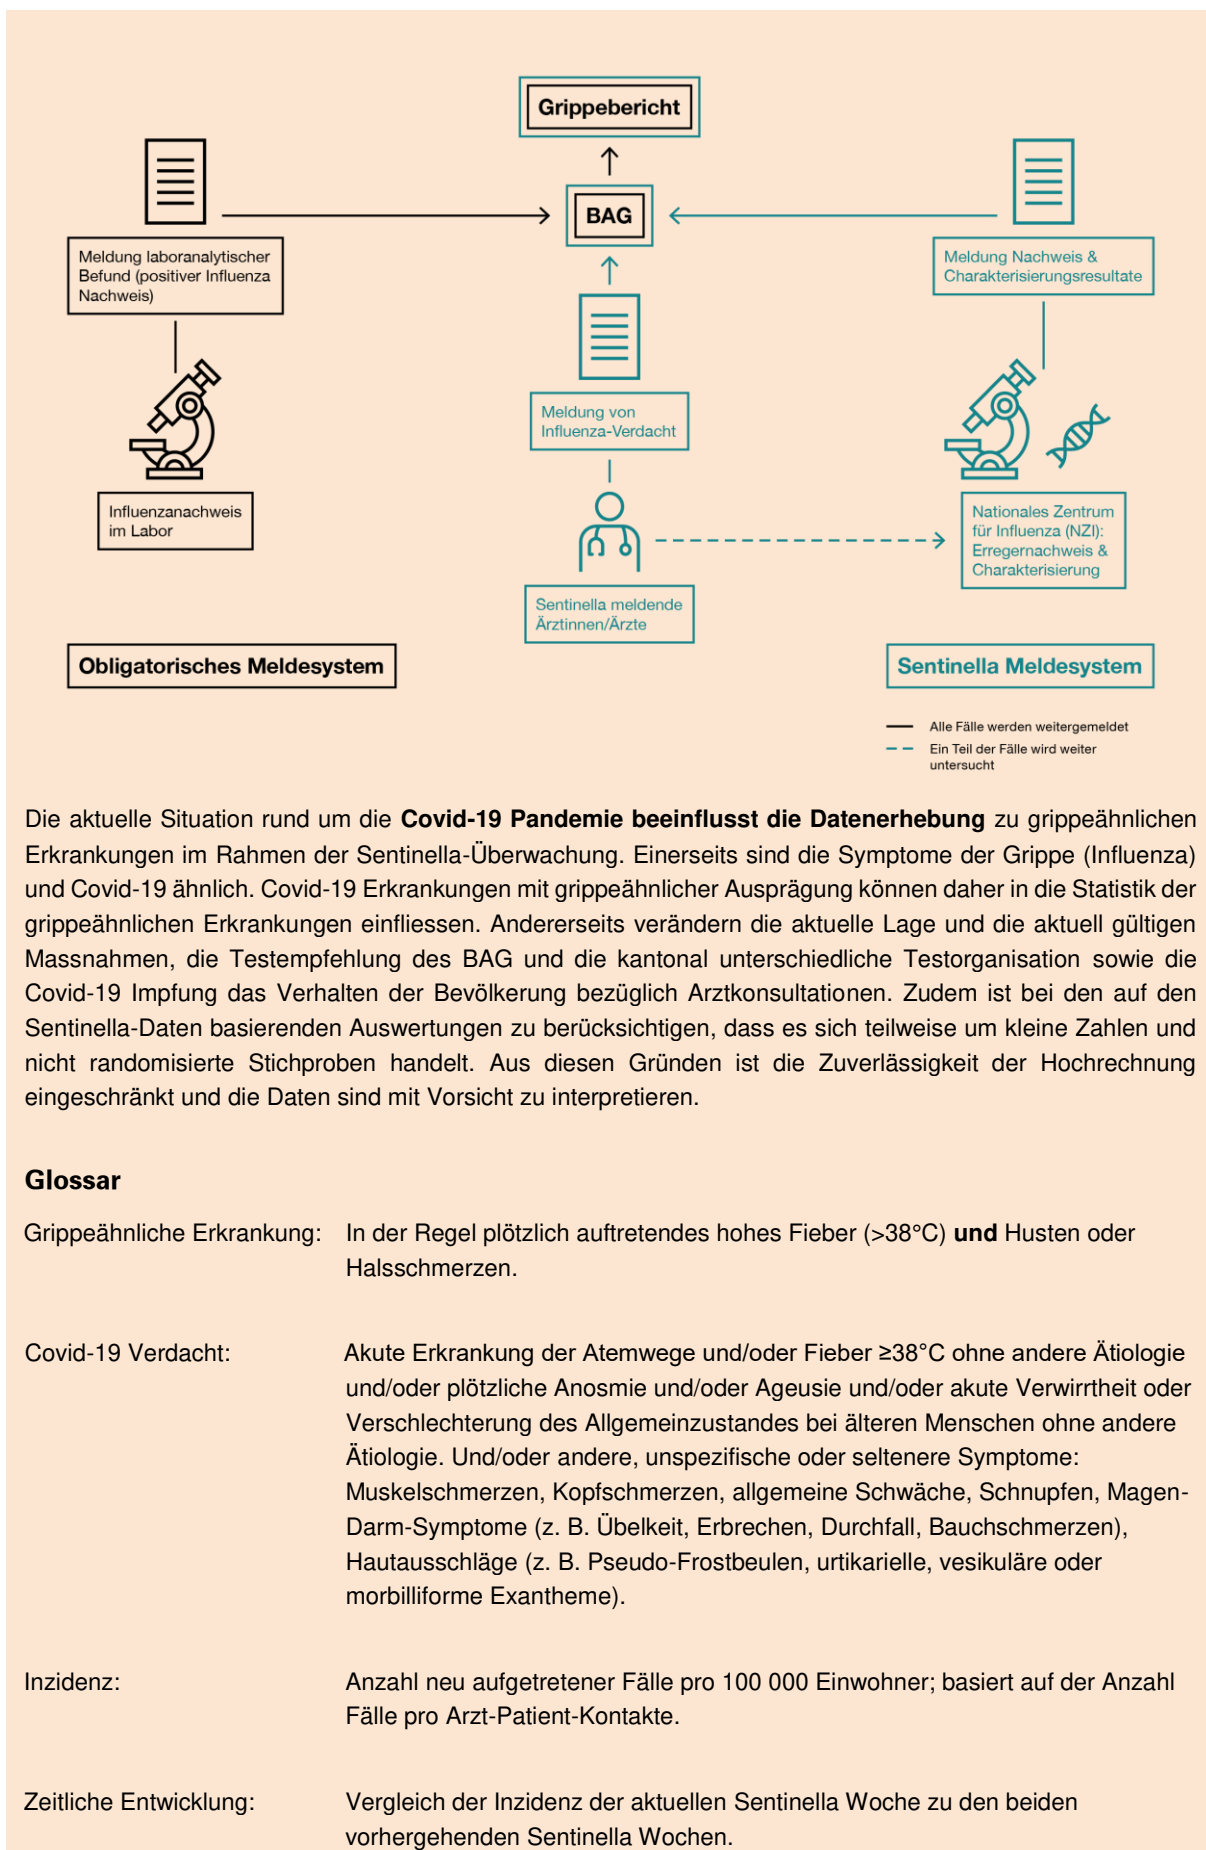 Grippebericht
BAG
Meldung laboranalytischer
Befund (positiver Influenza
Nachweis)
Meldung Nachweis &
Charakterisierungsresultate
Meldung von
Influenza-Verdacht
Influenzanachweis
im Labor
Nationales Zentrum
für Influenza (NZI):
Erregernachweis &
Charakterisierung
Sentinella meldende
Ärztinnen/Ärzte
Obligatorisches Meldesystem
Sentinella Meldesystem
Alle Fälle werden weitergemeldet
Ein Teil der Fälle wird weiter
untersucht
Die aktuelle Situation rund um die Covid-19 Pandemie beeinflusst die Datenerhebung zu grippeähnlichen
Erkrankungen im Rahmen der Sentinella-Überwachung. Einerseits sind die Symptome der Grippe (Influenza)
und Covid-19 ähnlich. Covid-19 Erkrankungen mit grippeähnlicher Ausprägung können daher in die Statistik der
grippeähnlichen Erkrankungen einfliessen. Andererseits verändern die aktuelle Lage und die aktuell gültigen
Massnahmen, die Testempfehlung des BAG und die kantonal unterschiedliche Testorganisation sowie die
Covid-19 Impfung das Verhalten der Bevölkerung bezüglich Arztkonsultationen. Zudem ist bei den auf den
Sentinella-Daten basierenden Auswertungen zu berücksichtigen, dass es sich teilweise um kleine Zahlen und
nicht randomisierte Stichproben handelt. Aus diesen Gründen ist die Zuverlässigkeit der Hochrechnung
eingeschränkt und die Daten sind mit Vorsicht zu interpretieren.
Glossar
Grippeähnliche Erkrankung: In der Regel plötzlich auftretendes hohes Fieber (>38°C) und Husten oder
Halsschmerzen.
Covid-19 Verdacht: Akute Erkrankung der Atemwege und/oder Fieber ≥38°C ohne andere Ätiologie
und/oder plötzliche Anosmie und/oder Ageusie und/oder akute Verwirrtheit oder
Verschlechterung des Allgemeinzustandes bei älteren Menschen ohne andere
Ätiologie. Und/oder andere, unspezifische oder seltenere Symptome:
Muskelschmerzen, Kopfschmerzen, allgemeine Schwäche, Schnupfen, Magen-
Darm-Symptome (z. B. Übelkeit, Erbrechen, Durchfall, Bauchschmerzen),
Hautausschläge (z. B. Pseudo-Frostbeulen, urtikarielle, vesikuläre oder
morbilliforme Exantheme).
Inzidenz: Anzahl neu aufgetretener Fälle pro 100 000 Einwohner; basiert auf der Anzahl
Fälle pro Arzt-Patient-Kontakte.
Zeitliche Entwicklung: Vergleich der Inzidenz der aktuellen Sentinella Woche zu den beiden
vorhergehenden Sentinella Wochen.